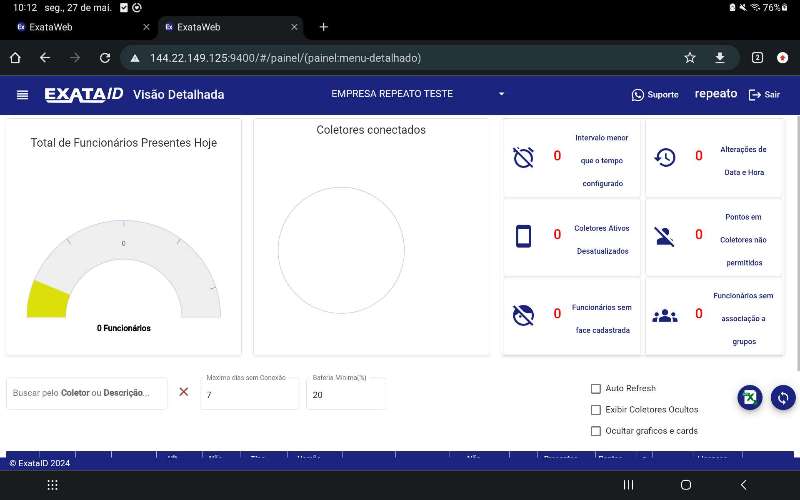 10:12 seg., 27 de mai.
76%
ExataWeb
ExataWeb
144.22.149.125:9400/#/painel/(painel:menu-detalhado)
2
EXATAID Visão Detalhada
EMPRESA REPEATO TESTE
Suporte
repeato
Sair
Total de Funcionários Presentes Hoje
0
0 Funcionários
Coletores conectados
0
Intervalo menor
que o tempo
configurado
0
Alterações de
Data e Hora
0
Coletores Ativos
Desatualizados
0
Pontos em
Coletores não
permitidos
0
Funcionários sem
face cadastrada
0
Funcionários sem
associação a
grupos
Buscar pelo Coletor ou Descrição...
Máximo dias sem Conexão
7
Bateria Mínima(%)
20
Auto Refresh
Exibir Coletores Ocultos
Ocultar graficos e cards
© ExataID 2024